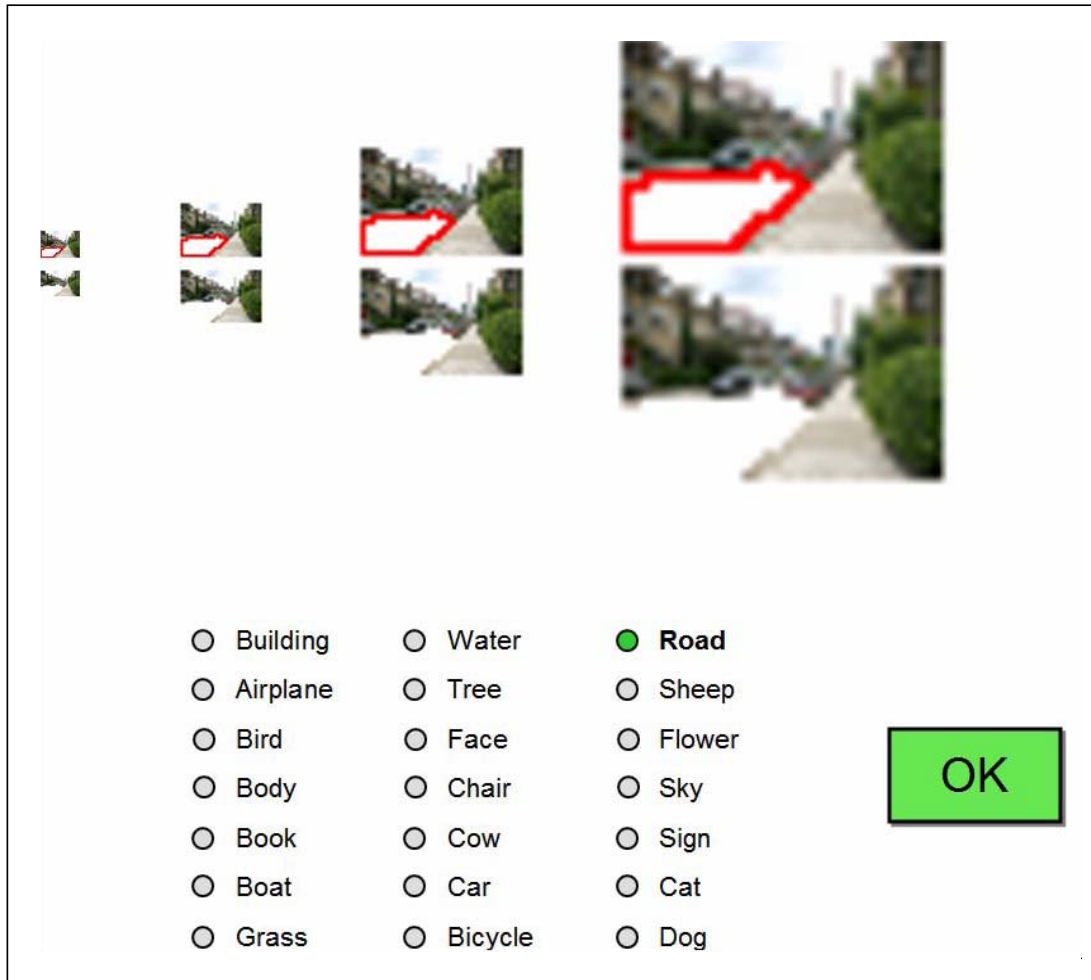 Building Water Road
Airplane Tree Sheep
Bird Face Flower
Body Chair Sky
OK
Book Cow Sign
Boat Car Cat
Grass Bicycle Dog